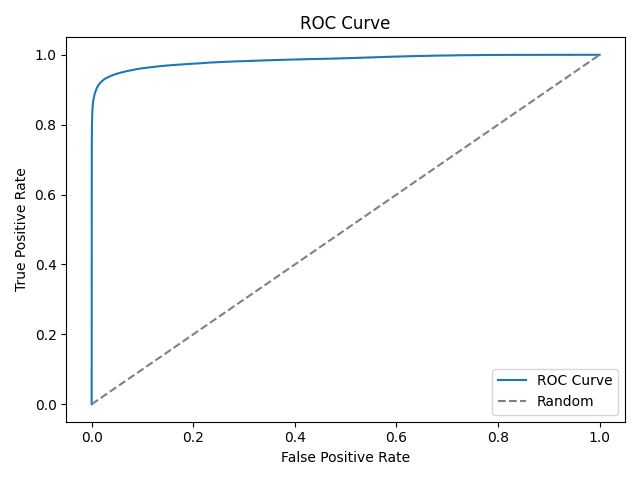 ROC Curve
1.0
0.8
0.6
0.4
0.2
0.0
True Positive Rate
0.0 0.2 0.4 0.6 0.8 1.0
False Positive Rate
ROC Curve
Random